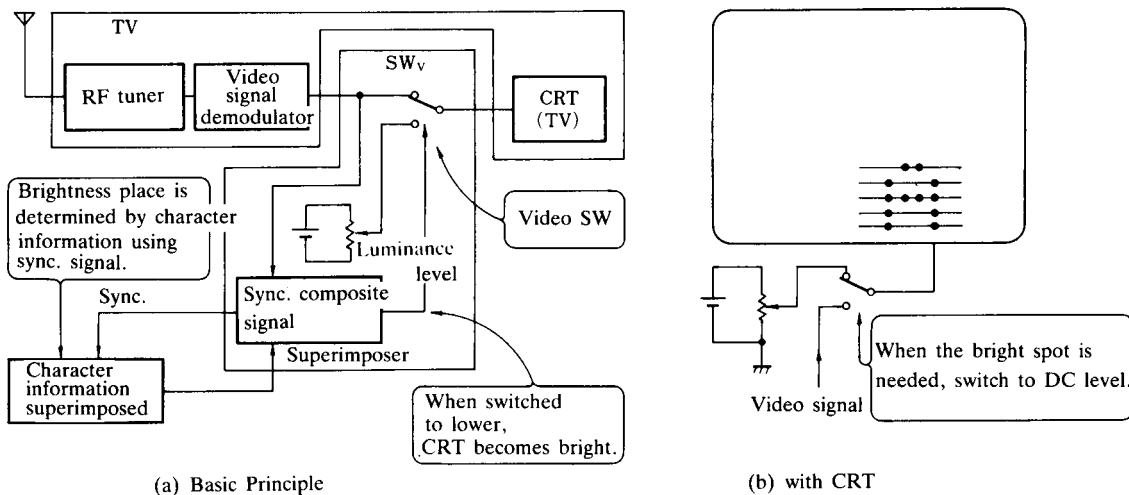 TV
RF tuner
Video
signal
demodulator
SWV
CRT
(TV)
Brightness place is
determined by character
information using
sync. signal.
Video SW
Luminance
level
Sync.
Sync. composite
signal
Superimposer
Character
information
superimposed
When switched
to lower,
CRT becomes bright.
(a) Basic Principle
When the bright spot is
needed, switch to DC level.
Video signal
(b) with CRT